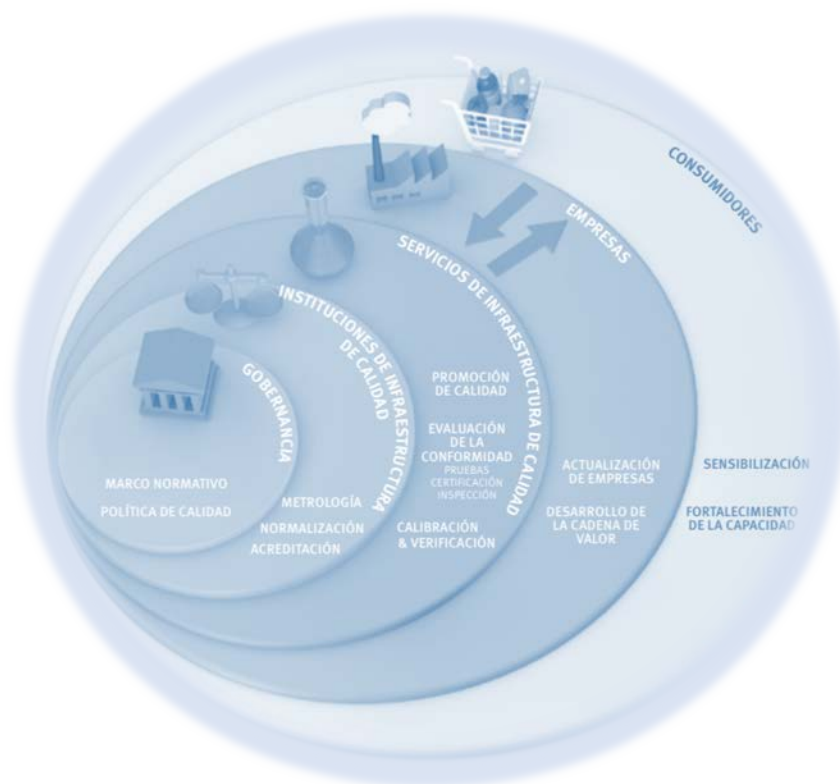 CONSUMIDORES
EMPRESAS
SERVICIOS DE INFRAESTRUCTURA DE CALIDAD
INSTITUCIONES DE INFRAESTRUCTURA
DE CALIDAD
GOBERNANCÍA
MARCO NORMATIVO
POLÍTICA DE CALIDAD
METROLOGÍA
NORMALIZACIÓN
ACREDITACIÓN
PROMOCIÓN
DE CALIDAD
EVALUACIÓN
DE LA
CONFORMIDAD
PRUEBAS
CERTIFICACIÓN
INSPECCIÓN
CALIBRACIÓN
& VERIFICACIÓN
ACTUALIZACIÓN
DE EMPRESAS
DESARROLLO DE
LA CADENA DE
VALOR
SENSIBILIZACIÓN
FORTALECIMIENTO
DE LA CAPACIDAD